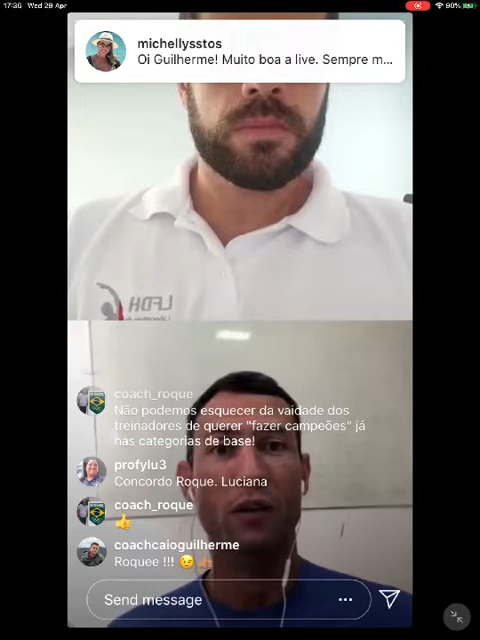 17:36 Wed 29 Apr
90%
michellysstos
Oi Guilherme! Muito boa a live. Sempre m...
LFDH
coach_roque
Não podemos esquecer da vaidade dos
treinadores de querer "fazer campeões" já
nas categorias de base!
profylu3
Concordo Roque. Luciana
coach_roque
👍
coachcaioguilherme
Roquee !!! 😉👍🏽
Send message